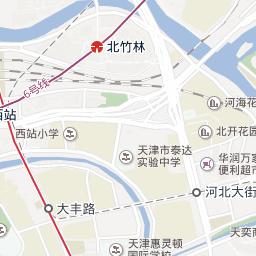 北竹林
6号线
西站
河海花
西站小学
北开花园
天津市泰达
实验中学
华润万家
便利超市
河北大街
大丰路
天津惠灵顿
国际学校
天奕商